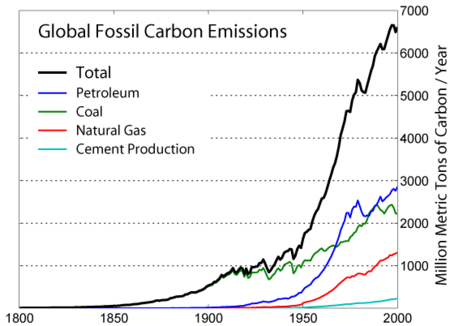 Global Fossil Carbon Emissions
Total
Petroleum
Coal
Natural Gas
Cement Production
7000
6000
5000
4000
3000
2000
1000
Million Metric Tons of Carbon / Year
1800
1850
1900
1950
2000